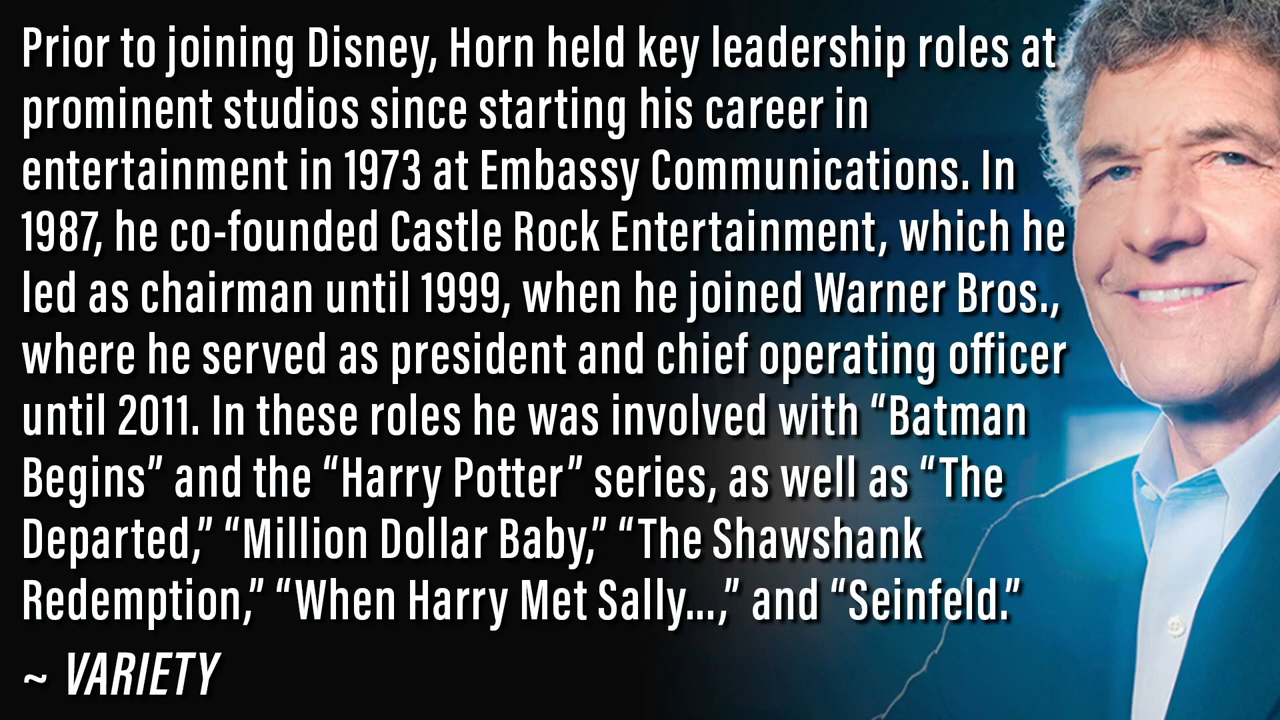 Prior to joining Disney, Horn held key leadership roles at
prominent studios since starting his career in
entertainment in 1973 at Embassy Communications. In
1987, he co-founded Castle Rock Entertainment, which he
led as chairman until 1999, when he joined Warner Bros.,
where he served as president and chief operating officer
until 2011. In these roles he was involved with “Batman
Begins” and the “Harry Potter” series, as well as “The
Departed,” “Million Dollar Baby,” “The Shawshank
Redemption,” “When Harry Met Sally...,” and “Seinfeld.”
~ VARIETY